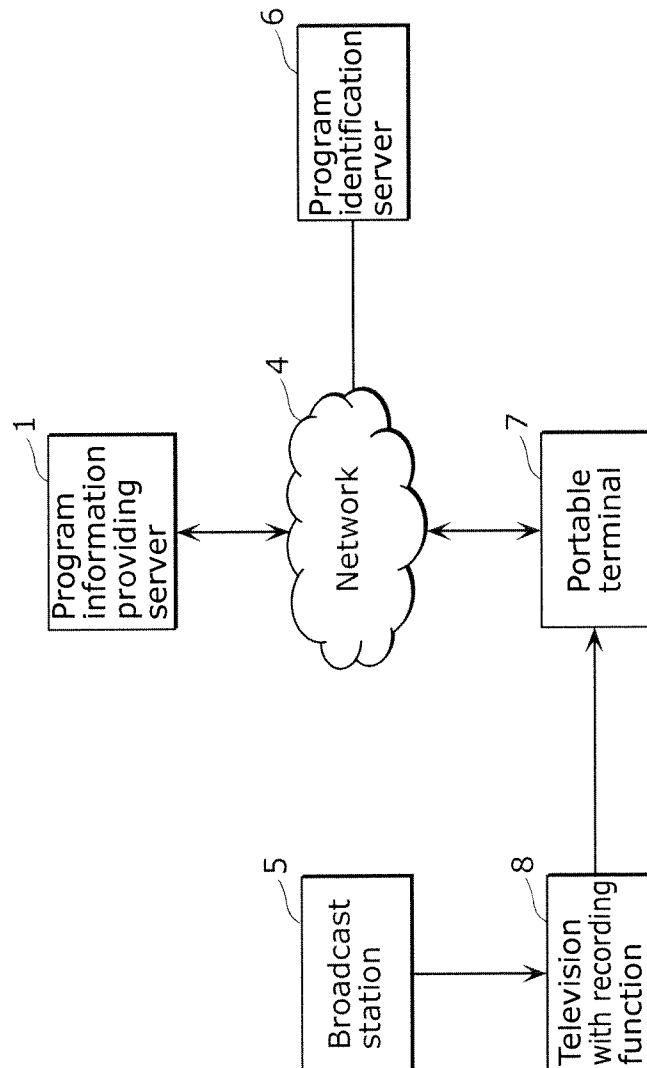 1
Program
information
providing
server
6
Program
identification
server
4
Network
5
Broadcast
station
7
Portable
terminal
8
Television
with recording
function